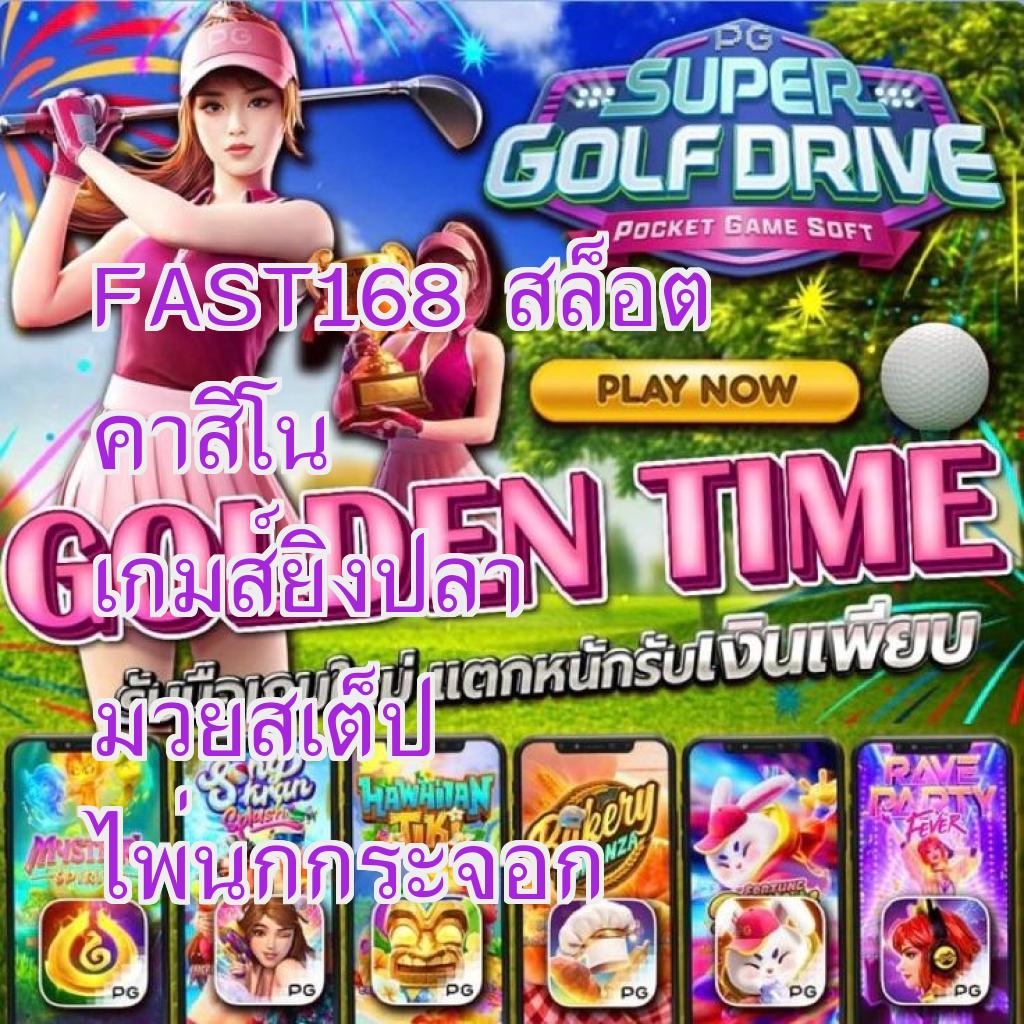 PG
PG
SUPER
GOLF DRIVE
POCKET GAME SOFT
FAST168 สล็อต
PLAY NOW
คาสิโน
GOLDEN TIME
เกมส์ยิงปลา
แตกหนักรับเงินเพียบ
มวยสเต็ป
ไพ่นกกระจอก
Splash
HAWAIIAN
TIKI
Bakery
RAVE
PARTY
FEVER
PG
PG
PG
PG
PG
PG